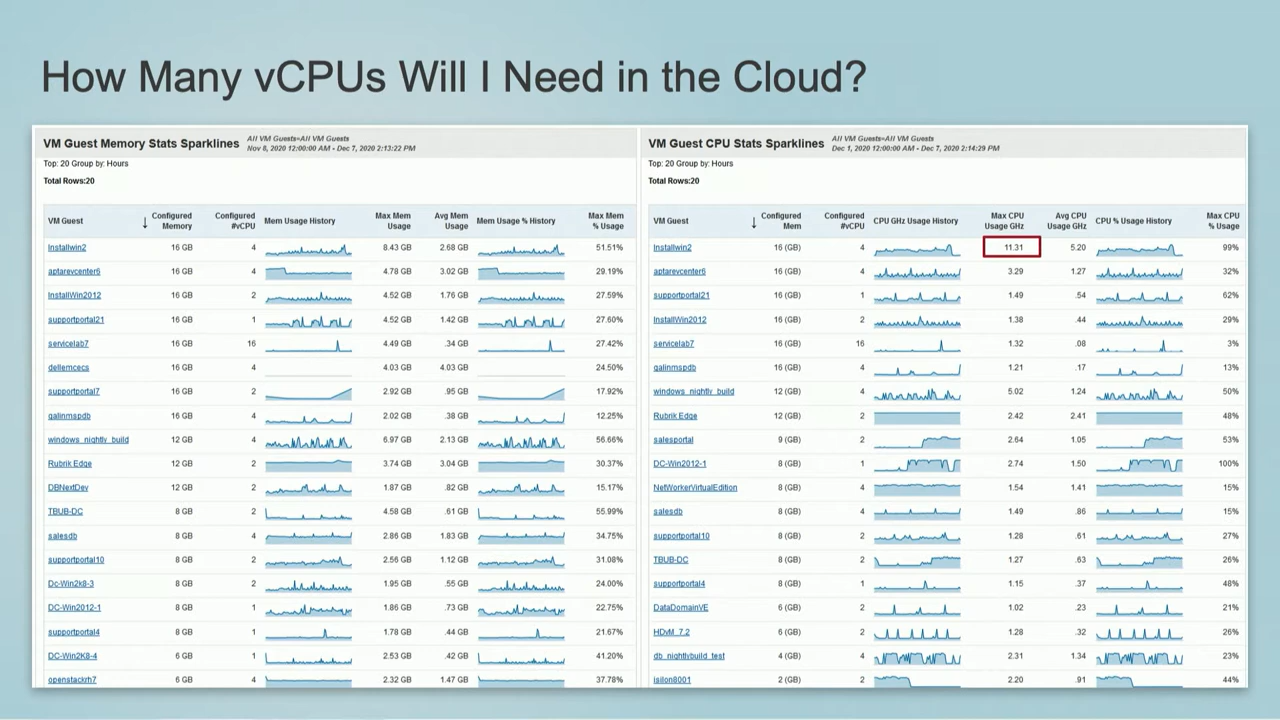 How Many vCPUs Will I Need in the Cloud?
VM Guest Memory Stats Sparklines All VM Guests=All VM Guests
Nov 8, 2020 12:00:00 AM - Dec 7, 2020 2:13:22 PM
Top: 20 Group by: Hours
Total Rows:20
VM Guest Configured Memory Configured #vCPU Mem Usage History Max Mem Usage Avg Mem Usage Mem Usage % History Max Mem % Usage
Installwin2 16 GB 4 8.43 GB 2.68 GB 51.51%
aptarevcenter6 16 GB 4 4.78 GB 3.02 GB 29.19%
InstallWin2012 16 GB 2 4.52 GB 1.76 GB 27.59%
supportportal21 16 GB 1 4.52 GB 1.42 GB 27.60%
servicelab7 16 GB 16 4.49 GB .34 GB 27.42%
dellemcecs 16 GB 4 4.03 GB 4.03 GB 24.50%
supportportal7 16 GB 2 2.92 GB .95 GB 17.92%
galinmspdb 16 GB 4 2.02 GB .38 GB 12.25%
windows_nightly_build 12 GB 4 6.97 GB 2.13 GB 56.66%
Rubrik Edge 12 GB 2 3.74 GB 3.04 GB 30.37%
DBNextDev 12 GB 2 1.87 GB .82 GB 15.17%
TBUB-DC 8 GB 2 4.58 GB .61 GB 55.99%
salesdb 8 GB 4 2.86 GB 1.83 GB 34.75%
supportportal10 8 GB 2 2.56 GB 1.12 GB 31.08%
Dc-Win2k8-3 8 GB 2 1.95 GB .55 GB 24.00%
DC-Win2012-1 8 GB 1 1.86 GB .73 GB 22.75%
supportportal4 8 GB 1 1.78 GB .44 GB 21.67%
DC-Win2K8-4 6 GB 1 2.53 GB .42 GB 41.20%
openstackrh7 6 GB 4 2.32 GB 1.47 GB 37.78%
VM Guest CPU Stats Sparklines All VM Guests=All VM Guests
Dec 1, 2020 12:00:00 AM - Dec 7, 2020 2:14:29 PM
Top: 20 Group by: Hours
Total Rows:20
VM Guest Configured Mem Configured #vCPU CPU GHz Usage History Max CPU Usage GHz Avg CPU Usage GHz CPU % Usage History Max CPU % Usage
Installwin2 16 (GB) 4 11.31 5.20 99%
aptarevcenter6 16 (GB) 4 3.29 1.27 32%
supportportal21 16 (GB) 1 1.49 .54 62%
InstallWin2012 16 (GB) 2 1.38 .44 29%
servicelab7 16 (GB) 16 1.32 .08 3%
galinmspdb 16 (GB) 4 1.21 .17 13%
windows_nightly_build 12 (GB) 4 5.02 1.24 50%
Rubrik Edge 12 (GB) 2 2.42 2.41 48%
salesportal 9 (GB) 2 2.64 1.05 53%
DC-Win2012-1 8 (GB) 1 2.74 1.50 100%
NetWorkerVirtualEdition 8 (GB) 4 1.54 1.41 15%
salesdb 8 (GB) 4 1.49 .86 15%
supportportal10 8 (GB) 2 1.28 .61 27%
TBUB-DC 8 (GB) 2 1.27 .63 26%
supportportal4 8 (GB) 1 1.15 .37 48%
DataDomainVE 6 (GB) 2 1.02 .23 21%
HDvM_7.2 6 (GB) 2 1.28 .32 26%
db_nightlybuild_test 4 (GB) 4 2.31 1.34 23%
isilon8001 2 (GB) 2 2.20 .91 44%